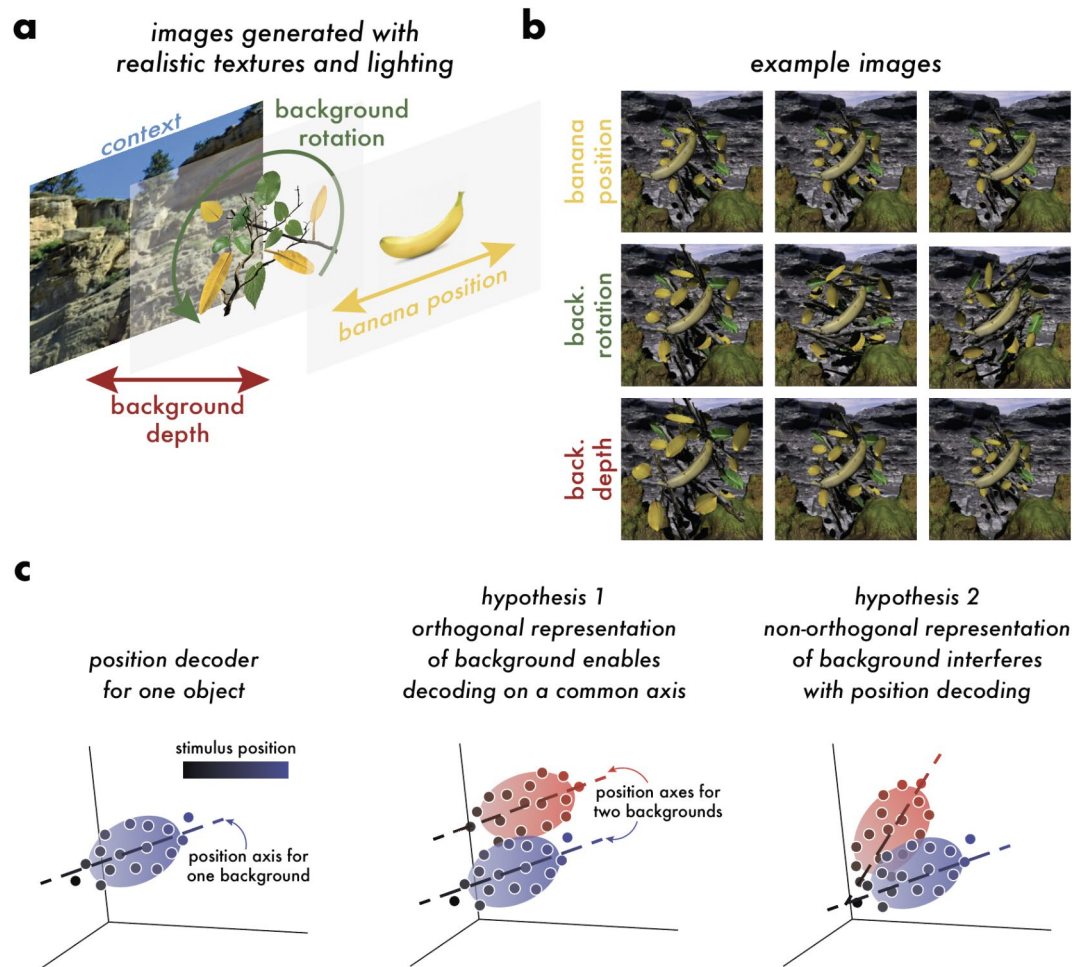 a
images generated with
realistic textures and lighting
context
background
rotation
banana position
background
depth
b
example images
banana
position
back.
rotation
back.
depth
c
position decoder
for one object
stimulus position
position axis for
one background
hypothesis 1
orthogonal representation
of background enables
decoding on a common axis
position axes for
two backgrounds
hypothesis 2
non-orthogonal representation
of background interferes
with position decoding